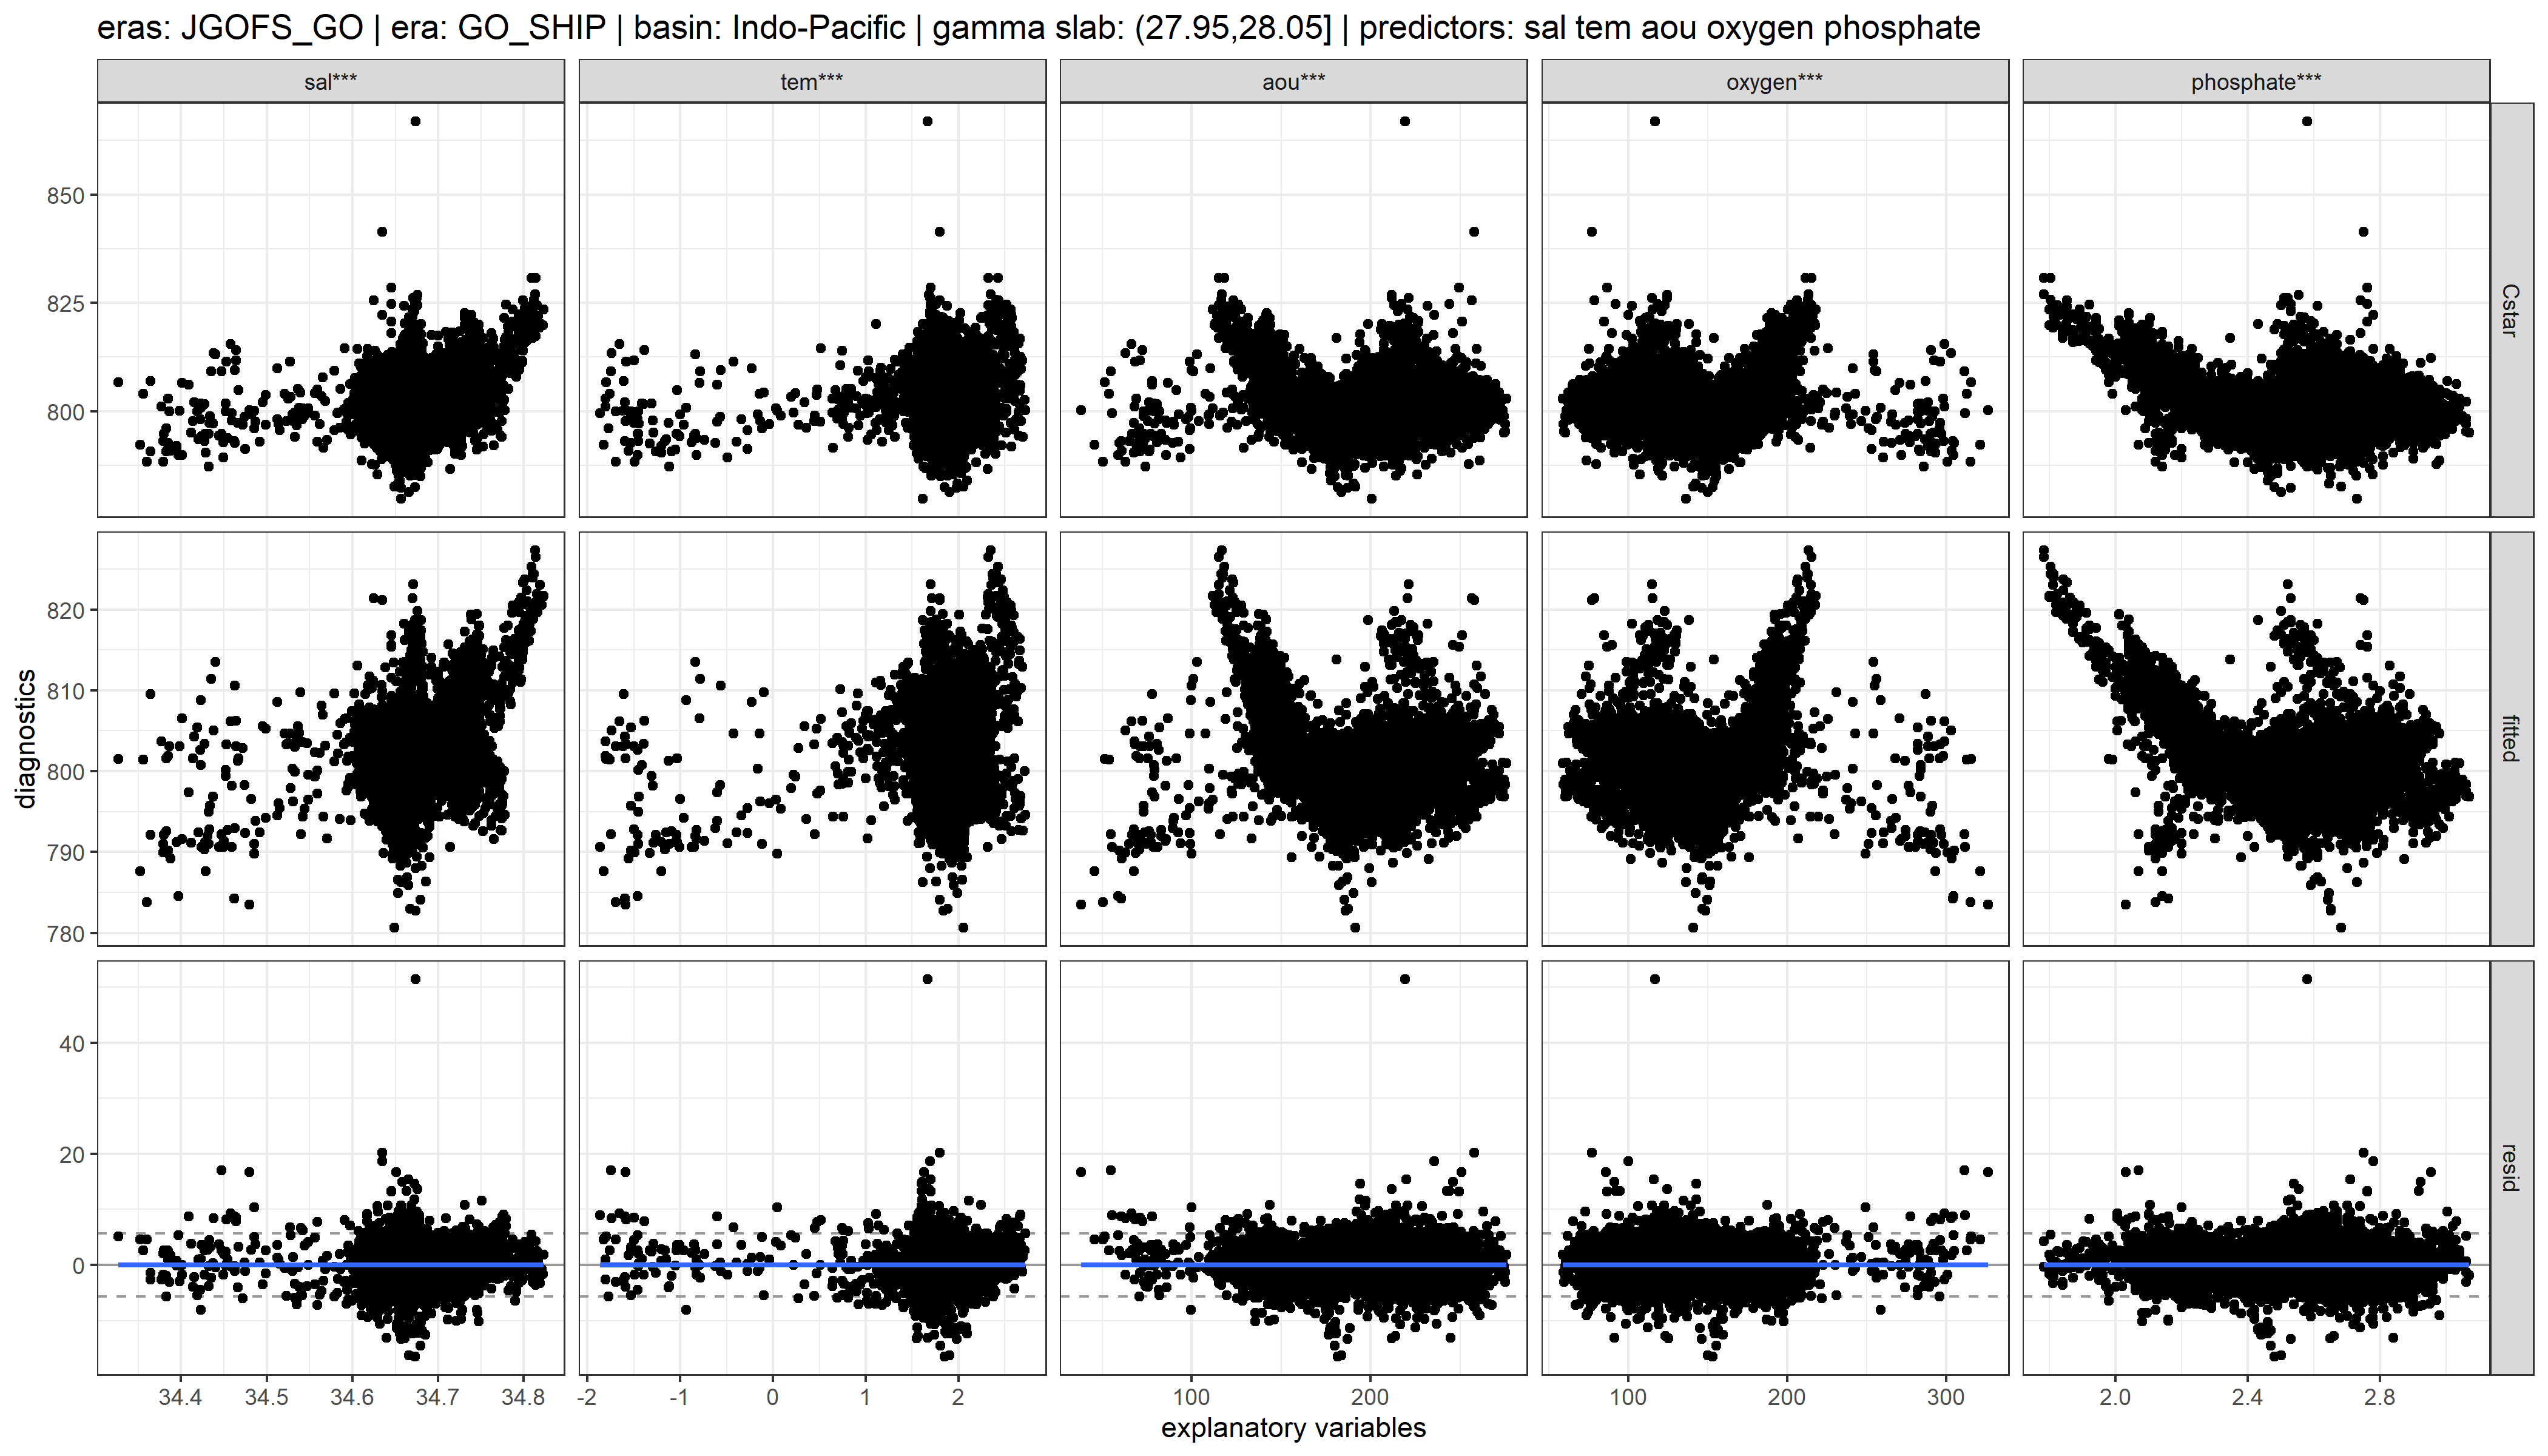 eras: JGOFS_GO | era: GO_SHIP | basin: Indo-Pacific | gamma slab: (27.95,28.05] | predictors: sal tem aou oxygen phosphate
sal*** tem*** aou*** oxygen*** phosphate***
850
825
800
Cstar
820
810
800
790
780
fitted
diagnostics
40
20
0
resid
34.4 34.5 34.6 34.7 34.8 -2 -1 0 1 2 100 200 100 200 300 2.0 2.4 2.8
explanatory variables